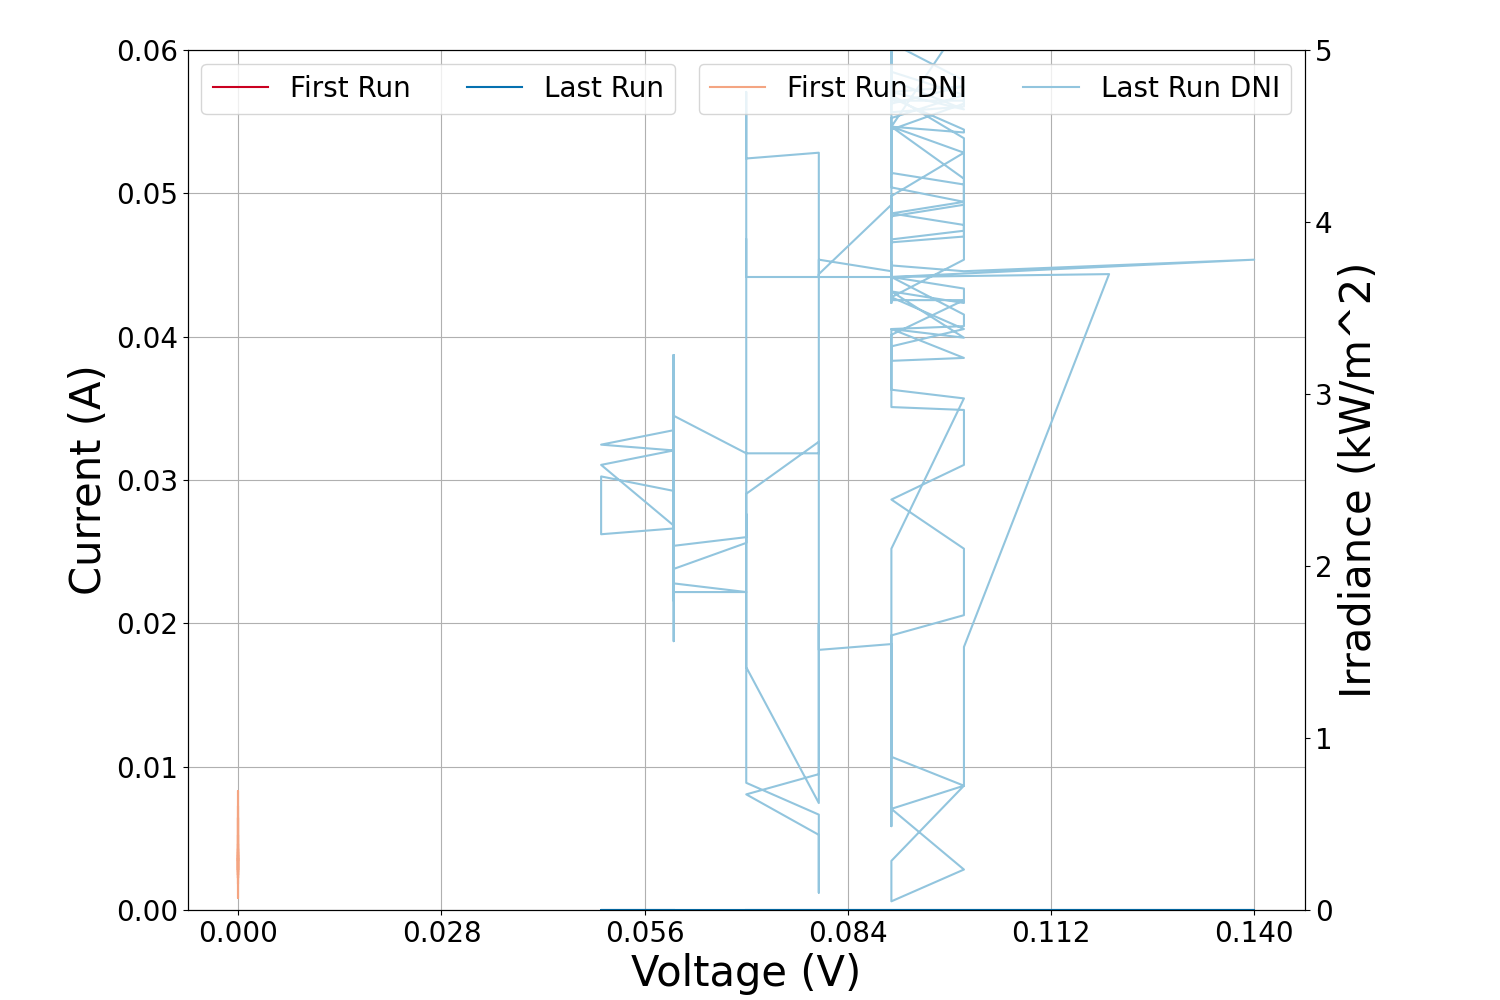 First Run
Last Run
First Run DNI
Last Run DNI
0.06
0.05
0.04
0.03
0.02
0.01
0.00
Current (A)
5
4
3
2
1
0
Irradiance (kW/m^2)
0.000
0.028
0.056
0.084
0.112
0.140
Voltage (V)